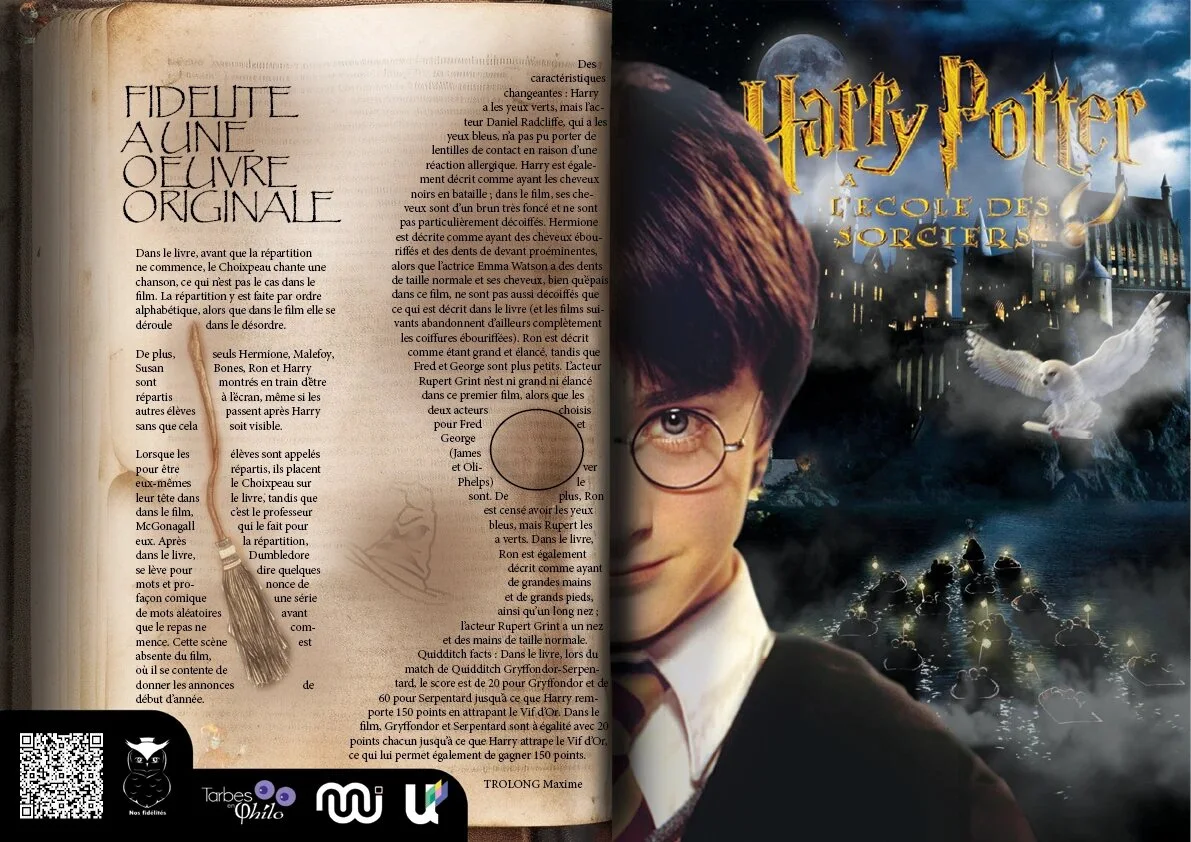 FIDELITE
A UNE
OEUVRE
ORIGINALE
Dans le livre, avant que la répartition
ne commence, le Choixpeau chante une
chanson, ce qui n'est pas le cas dans le
film. La répartition y est faite par ordre
alphabétique, alors que dans le film elle se
déroule dans le désordre.
De plus, seuls Hermione, Malefoy,
Susan Bones, Ron et Harry
sont montrés en train d'être
répartis à l'écran, même si les
autres élèves passent après Harry
sans que cela soit visible.
Lorsque les élèves sont appelés
pour être répartis, ils placent
eux-mêmes le Choixpeau sur
leur tête dans le livre, tandis que
dans le film, c'est le professeur
McGonagall qui le fait pour
eux. Après la répartition,
dans le livre, Dumbledore
se lève pour dire quelques
mots et pro- nonce de
façon comique une série
de mots aléatoires avant
que le repas ne com-
mence. Cette scène est
absente du film,
où il se contente de
donner les annonces de
début d'année.
Des
caractéristiques
changeantes : Harry
a les yeux verts, mais l'ac-
teur Daniel Radcliffe, qui a les
yeux bleus, n'a pas pu porter de
lentilles de contact en raison d'une
réaction allergique. Harry est égale-
ment décrit comme ayant les cheveux
noirs en bataille ; dans le film, ses che-
veux sont d'un brun très foncé et ne sont
pas particulièrement décoiffés. Hermione
est décrite comme ayant des cheveux ébou-
riffés et des dents de devant proéminentes,
alors que l'actrice Emma Watson a des dents
de taille normale et ses cheveux, bien qu'épais
dans ce film, ne sont pas aussi décoiffés que
ce qui est décrit dans le livre (et les films sui-
vants abandonnent d'ailleurs complètement
les coiffures ébouriffées). Ron est décrit
comme étant grand et élancé, tandis que
Fred et George sont plus petits. L'acteur
Rupert Grint n'est ni grand ni élancé
dans ce premier film, alors que les
deux acteurs choisis
pour Fred et
George
(James
et Oli- ver
Phelps) le
sont. De plus, Ron
est censé avoir les yeux
bleus, mais Rupert les
a verts. Dans le livre,
Ron est également
décrit comme ayant
de grandes mains
et de grands pieds,
ainsi qu'un long nez ;
l'acteur Rupert Grint a un nez
et des mains de taille normale.
Quidditch facts : Dans le livre, lors du
match de Quidditch Gryffondor-Serpen-
tard, le score est de 20 pour Gryffondor et de
60 pour Serpentard jusqu'à ce que Harry rem-
porte 150 points en attrapant le Vif d'Or. Dans le
film, Gryffondor et Serpentard sont à égalité avec 20
points chacun jusqu'à ce que Harry attrape le Vif d'Or,
ce qui lui permet également de gagner 150 points.
TROLONG Maxime
Harry Potter
A
L'ECOLE DES
SORCIERS
Nos fidélités
Tarbes
en
Philo